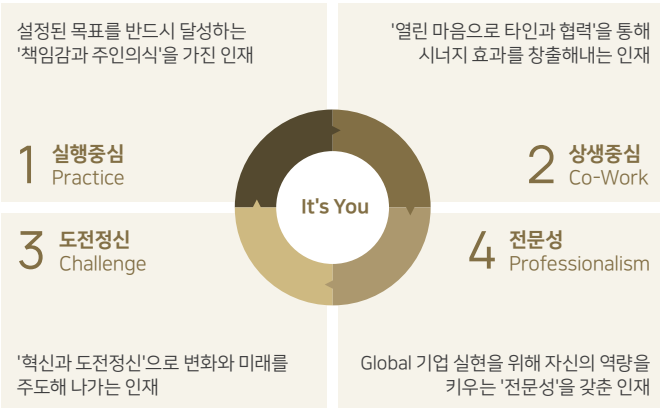 설정된 목표를 반드시 달성하는
'책임감과 주인의식'을 가진 인재
1 실행중심
Practice
'열린 마음으로 타인과 협력'을 통해
시너지 효과를 창출해내는 인재
2 상생중심
Co-Work
It's You
3 도전정신
Challenge
'혁신과 도전정신'으로 변화와 미래를
주도해 나가는 인재
4 전문성
Professionalism
Global 기업 실현을 위해 자신의 역량을
키우는 '전문성'을 갖춘 인재